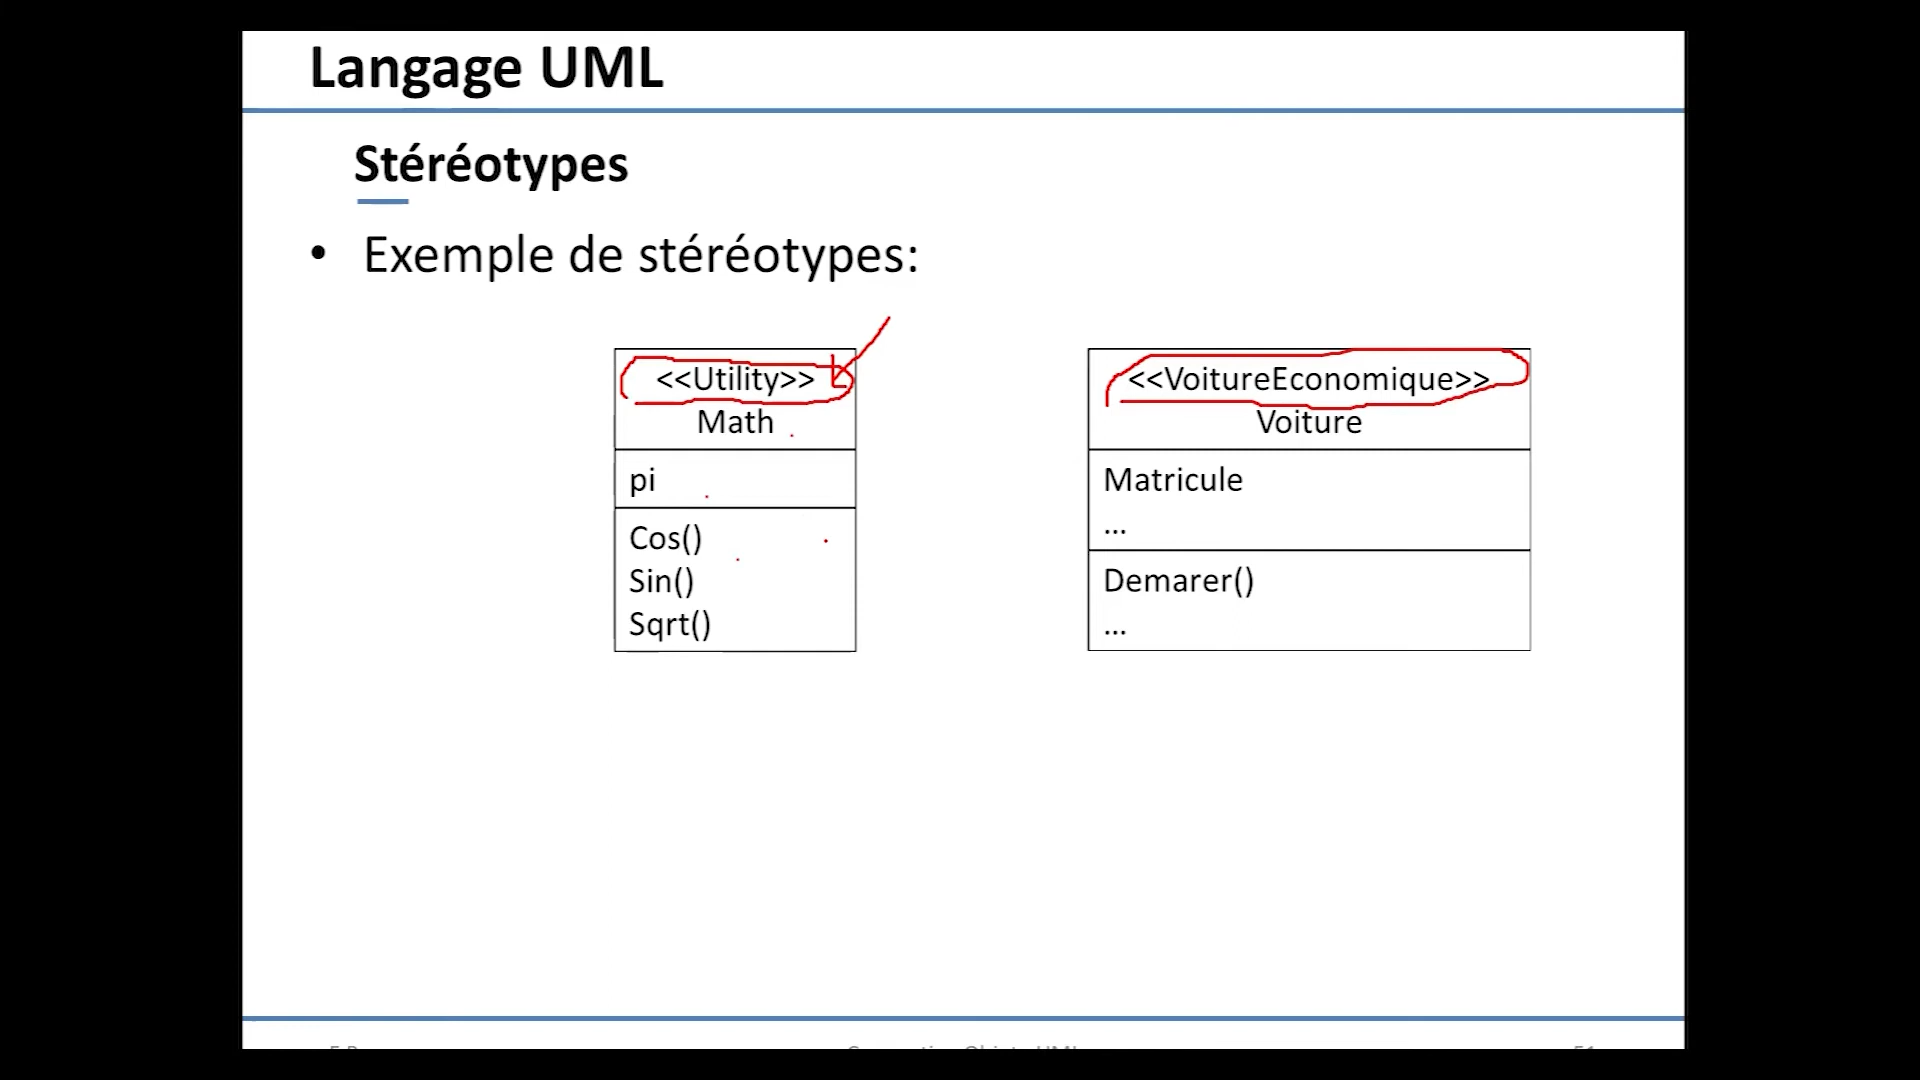 Langage UML
Stéréotypes
• Exemple de stéréotypes:
<<Utility>>
Math
pi
Cos()
Sin()
Sqrt()
<<VoitureEconomique>>
Voiture
Matricule
...
Demarer()
...